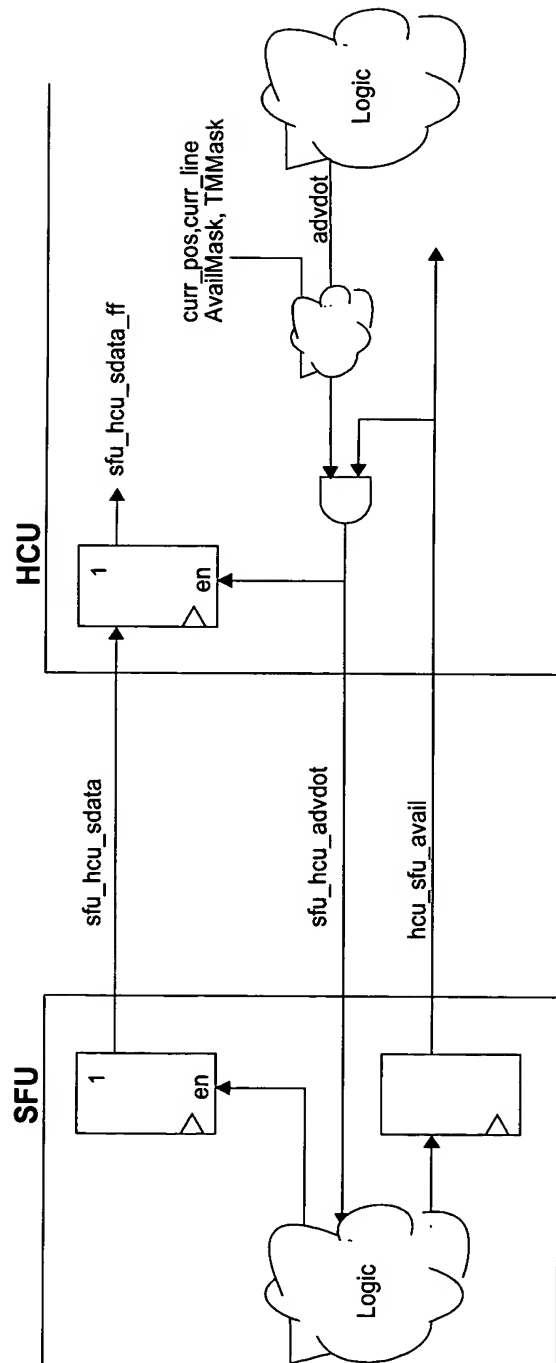 SFU
HCU
1
en
sfu_hcu_sdata
1
en
sfu_hcu_sdata_ff
curr_pos,curr_line
AvailMask, TMMask
Logic
sfu_hcu_advdot
advdot
Logic
hcu_sfu_avail